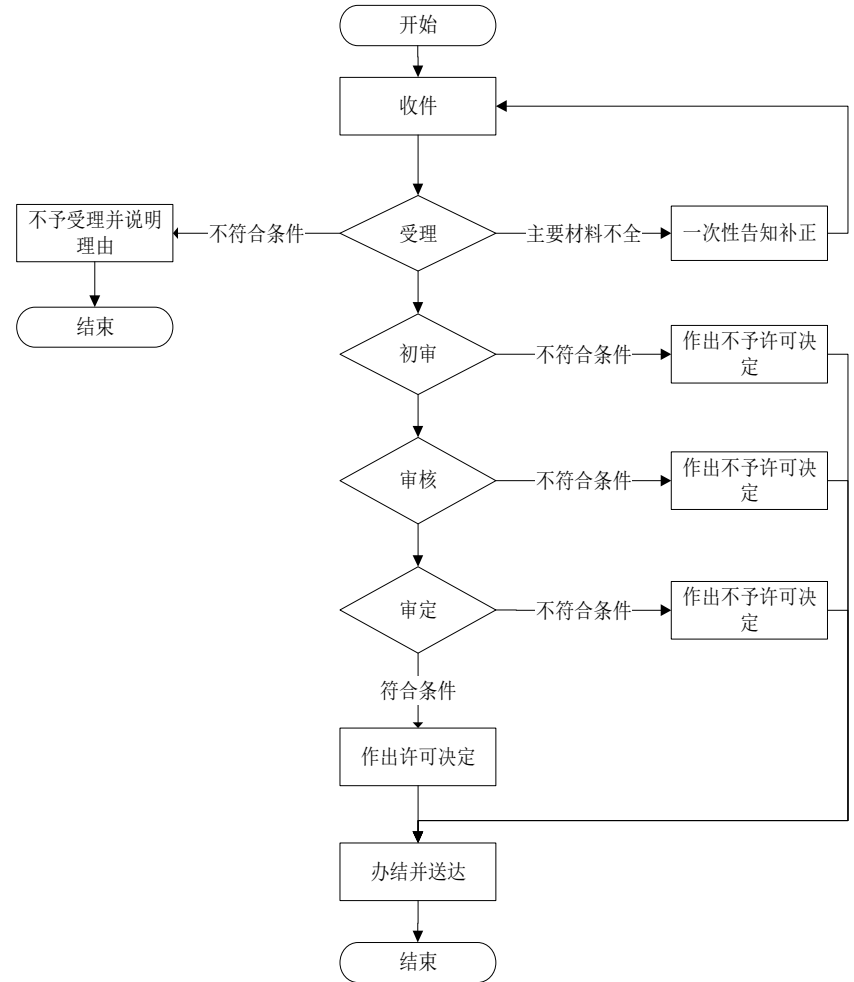 开始
收件
不予受理并说明
理由
不符合条件
受理
主要材料不全
一次性告知补正
结束
初审
不符合条件
作出不予许可决
定
审核
不符合条件
作出不予许可决
定
审定
不符合条件
作出不予许可决
定
符合条件
作出许可决定
办结并送达
结束